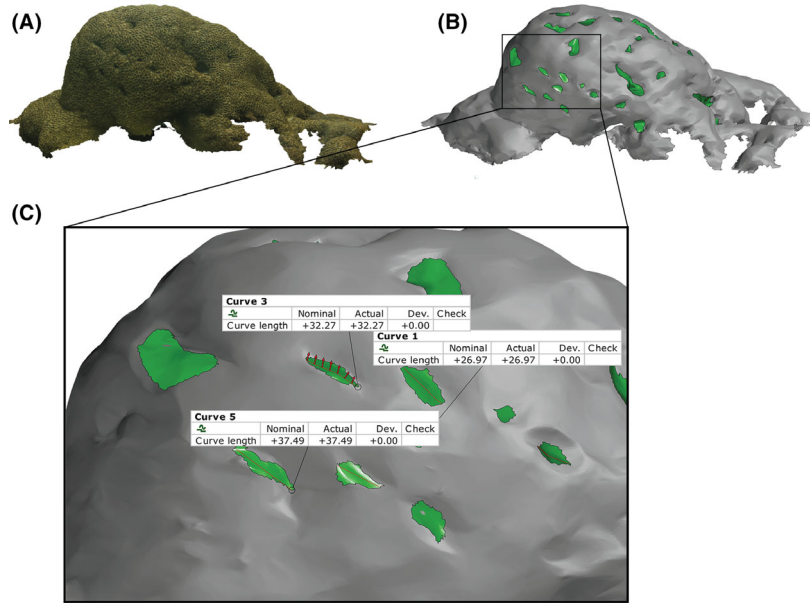 (A)
(B)
(C)
Curve 3
Nominal Actual Dev. Check
Curve length +32.27 +32.27 +0.00
Curve 1
Nominal Actual Dev. Check
Curve length +26.97 +26.97 +0.00
Curve 5
Nominal Actual Dev. Check
Curve length +37.49 +37.49 +0.00